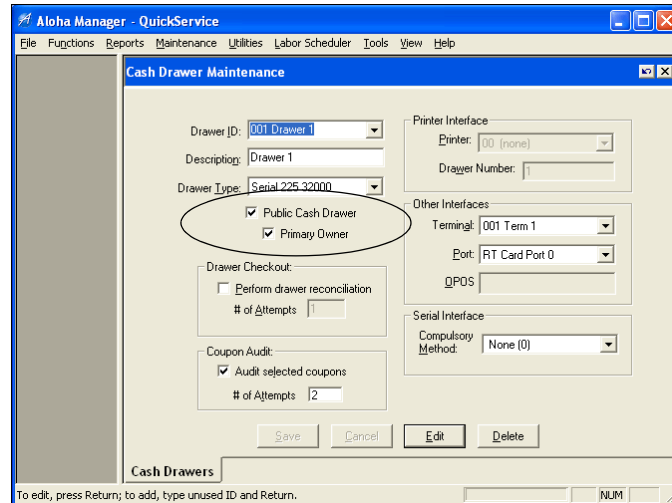 Aloha Manager - QuickService
File Functions Reports Maintenance Utilities Labor Scheduler Tools View Help
Cash Drawer Maintenance
Drawer ID: 001 Drawer 1
Description: Drawer 1
Drawer Type: Serial 225 32000
Public Cash Drawer
Primary Owner
Drawer Checkout:
Perform drawer reconciliation
# of Attempts 1
Coupon Audit:
Audit selected coupons
# of Attempts 2
Printer Interface
Printer: 00 (none)
Drawer Number: 1
Other Interfaces
Terminal: 001 Term 1
Port: RT Card Port 0
OPOS
Serial Interface
Compulsory
Method: None (0)
Save Cancel Edit Delete
Cash Drawers
To edit, press Return; to add, type unused ID and Return. NUM